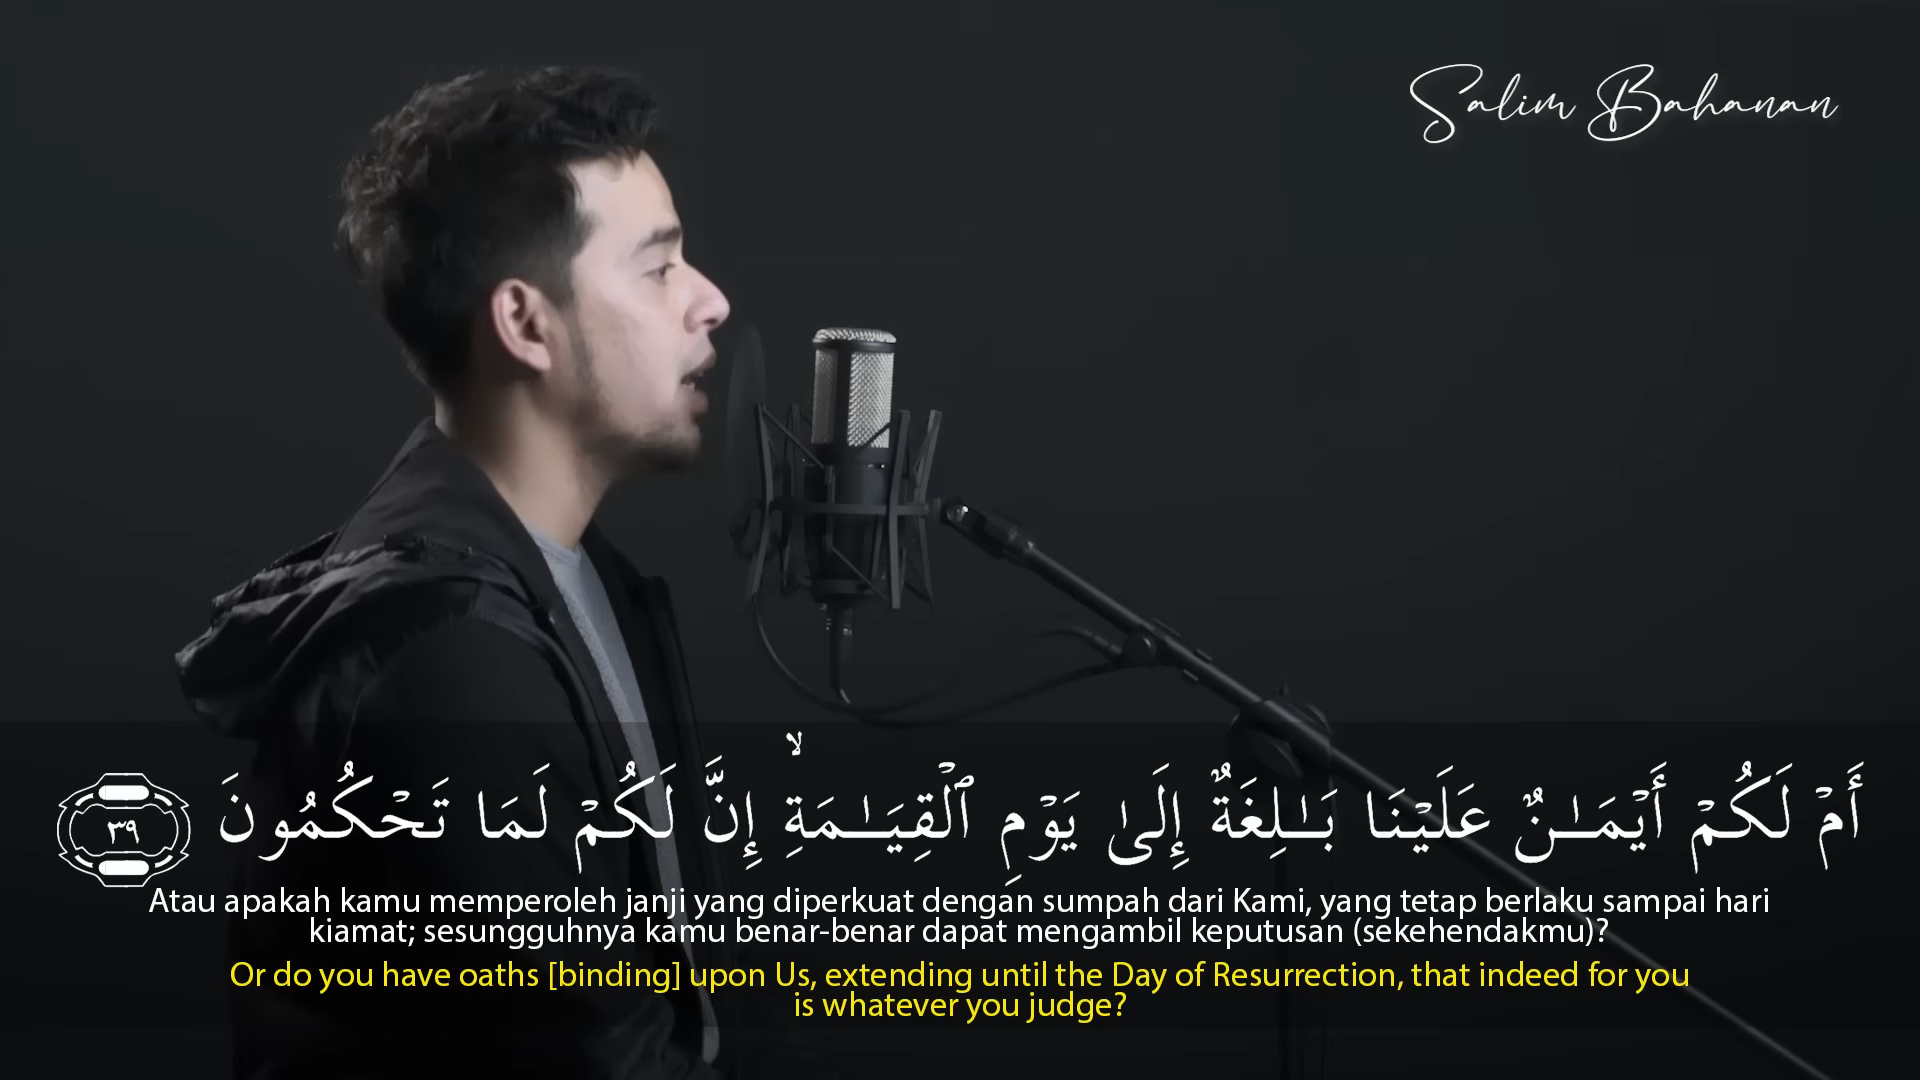 Salim Bahanan
أَمْ لَكُمْ أَيْمَـٰنٌ عَلَيْنَا بَـٰلِغَةٌ إِلَىٰ يَوْمِ ٱلْقِيَـٰمَةِ ۙ إِنَّ لَكُمْ لَمَا تَحْكُمُونَ ٣٩
Atau apakah kamu memperoleh janji yang diperkuat dengan sumpah dari Kami, yang tetap berlaku sampai hari
kiamat; sesungguhnya kamu benar-benar dapat mengambil keputusan (sekehendakmu)?
Or do you have oaths [binding] upon Us, extending until the Day of Resurrection, that indeed for you
is whatever you judge?